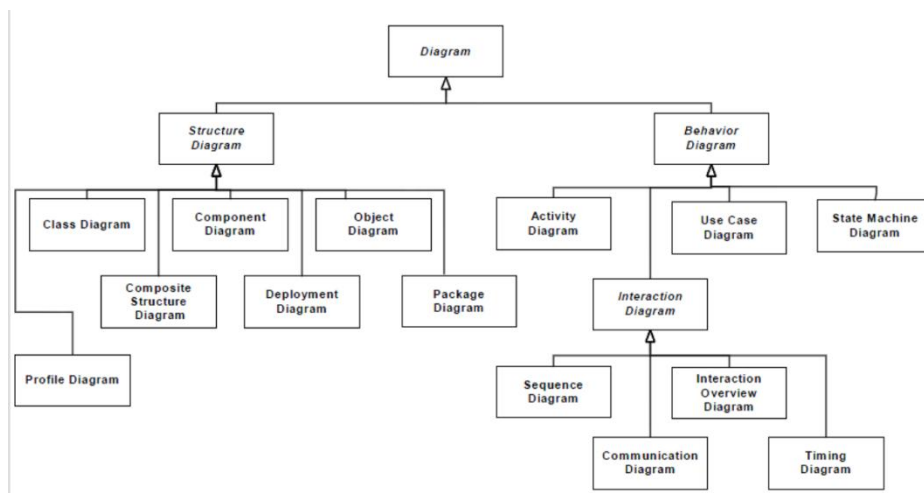 Diagram
Structure
Diagram
Behavior
Diagram
Class Diagram
Component
Diagram
Object
Diagram
Activity
Diagram
Use Case
Diagram
State Machine
Diagram
Composite
Structure
Diagram
Deployment
Diagram
Package
Diagram
Interaction
Diagram
Profile Diagram
Sequence
Diagram
Interaction
Overview
Diagram
Communication
Diagram
Timing
Diagram